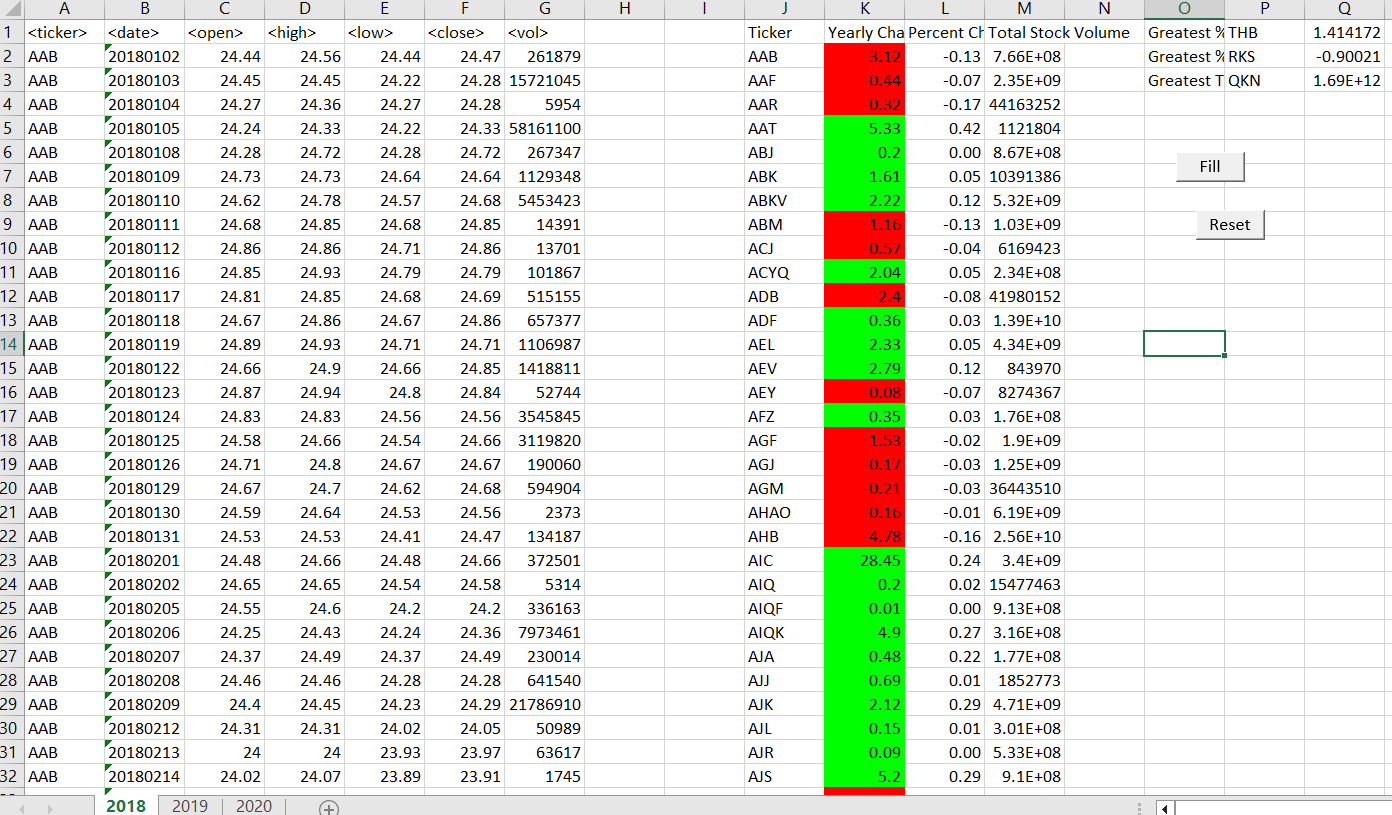 A B C D E F G H I J K L M N O P Q
1 <ticker> <date> <open> <high> <low> <close> <vol> Ticker Yearly Cha Percent Ch Total Stock Volume Greatest % THB 1.414172
2 AAB 20180102 24.44 24.56 24.44 24.47 261879 AAB -3.12 -0.13 7.66E+08 Greatest % RKS -0.90021
3 AAB 20180103 24.45 24.45 24.22 24.28 15721045 AAF -0.44 -0.07 2.35E+09 Greatest T QKN 1.69E+12
4 AAB 20180104 24.27 24.36 24.27 24.28 5954 AAR -0.32 -0.17 44163252
5 AAB 20180105 24.24 24.33 24.22 24.33 58161100 AAT 5.33 0.42 1121804
6 AAB 20180108 24.28 24.72 24.28 24.72 267347 ABJ 0.2 0.00 8.67E+08
7 AAB 20180109 24.73 24.73 24.64 24.64 1129348 ABK 1.61 0.05 10391386 Fill
8 AAB 20180110 24.62 24.78 24.57 24.68 5453423 ABKV 2.22 0.12 5.32E+09
9 AAB 20180111 24.68 24.85 24.68 24.85 14391 ABM -1.16 -0.13 1.03E+09 Reset
10 AAB 20180112 24.86 24.86 24.71 24.86 13701 ACJ -0.57 -0.04 6169423
11 AAB 20180116 24.85 24.93 24.79 24.79 101867 ACYQ 2.04 0.05 2.34E+08
12 AAB 20180117 24.81 24.85 24.68 24.69 515155 ADB -2.4 -0.08 41980152
13 AAB 20180118 24.67 24.86 24.67 24.86 657377 ADF 0.36 0.03 1.39E+10
14 AAB 20180119 24.89 24.93 24.71 24.71 1106987 AEL 2.33 0.05 4.34E+09
15 AAB 20180122 24.66 24.9 24.66 24.85 1418811 AEV 2.79 0.12 843970
16 AAB 20180123 24.87 24.94 24.8 24.84 52744 AEY -0.08 -0.07 8274367
17 AAB 20180124 24.83 24.83 24.56 24.56 3545845 AFZ 0.35 0.03 1.76E+08
18 AAB 20180125 24.58 24.66 24.54 24.66 3119820 AGF -1.53 -0.02 1.9E+09
19 AAB 20180126 24.71 24.8 24.67 24.67 190060 AGJ -0.17 -0.03 1.25E+09
20 AAB 20180129 24.67 24.7 24.62 24.68 594904 AGM -0.21 -0.03 36443510
21 AAB 20180130 24.59 24.64 24.53 24.56 2373 AHAO -0.16 -0.01 6.19E+09
22 AAB 20180131 24.53 24.53 24.41 24.47 134187 AHB -4.78 -0.16 2.56E+10
23 AAB 20180201 24.48 24.66 24.48 24.66 372501 AIC 28.45 0.24 3.4E+09
24 AAB 20180202 24.65 24.65 24.54 24.58 5314 AIQ 0.2 0.02 15477463
25 AAB 20180205 24.55 24.6 24.2 24.2 336163 AIQF 0.01 0.00 9.13E+08
26 AAB 20180206 24.25 24.43 24.24 24.36 7973461 AIQK 4.9 0.27 3.16E+08
27 AAB 20180207 24.37 24.49 24.37 24.49 230014 AJA 0.48 0.22 1.77E+08
28 AAB 20180208 24.46 24.46 24.28 24.28 641540 AJJ 0.69 0.01 1852773
29 AAB 20180209 24.4 24.45 24.23 24.29 21786910 AJK 2.12 0.29 4.71E+09
30 AAB 20180212 24.31 24.31 24.02 24.05 50989 AJL 0.15 0.01 3.01E+08
31 AAB 20180213 24 24 23.93 23.97 63617 AJR 0.09 0.00 5.33E+08
32 AAB 20180214 24.02 24.07 23.89 23.91 1745 AJS 5.2 0.29 9.1E+08
2018 2019 2020